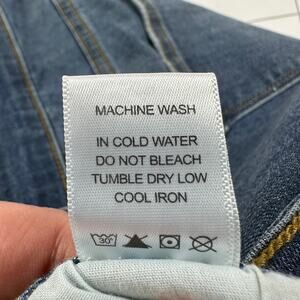 MACHINE WASH
IN COLD WATER
DO NOT BLEACH
TUMBLE DRY LOW
COOL IRON
30°